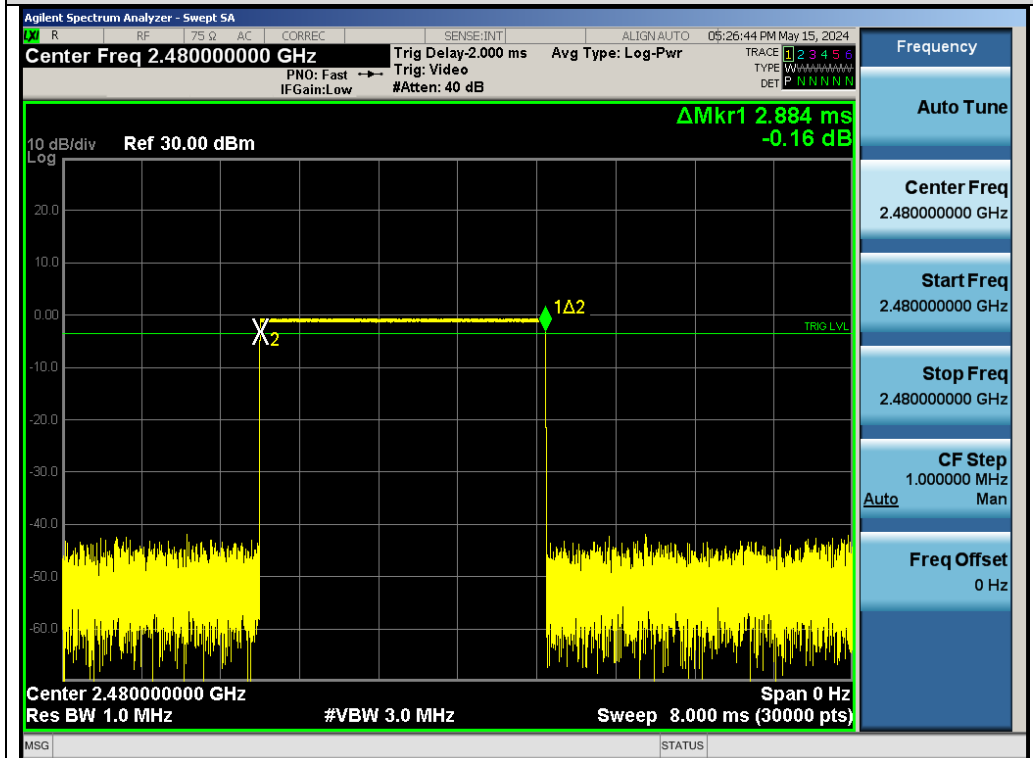 Agilent Spectrum Analyzer - Swept SA
LXI R RF 75 Ω AC CORREC SENSE:INT ALIGN AUTO 05:26:44 PM May 15, 2024
Center Freq 2.480000000 GHz Trig Delay-2.000 ms Avg Type: Log-Pwr TRACE 1 2 3 4 5 6
PNO: Fast Trig: Video TYPE WWWWWW
IFGain:Low #Atten: 40 dB DET P N N N N N
ΔMkr1 2.884 ms
-0.16 dB
10 dB/div Ref 30.00 dBm
Log
20.0
10.0
0.00
-10.0
-20.0
-30.0
-40.0
-50.0
-60.0
1Δ2
TRIG LVL
2
Center 2.480000000 GHz Span 0 Hz
Res BW 1.0 MHz #VBW 3.0 MHz Sweep 8.000 ms (30000 pts)
MSG STATUS
Frequency
Auto Tune
Center Freq
2.480000000 GHz
Start Freq
2.480000000 GHz
Stop Freq
2.480000000 GHz
CF Step
1.000000 MHz
Auto Man
Freq Offset
0 Hz